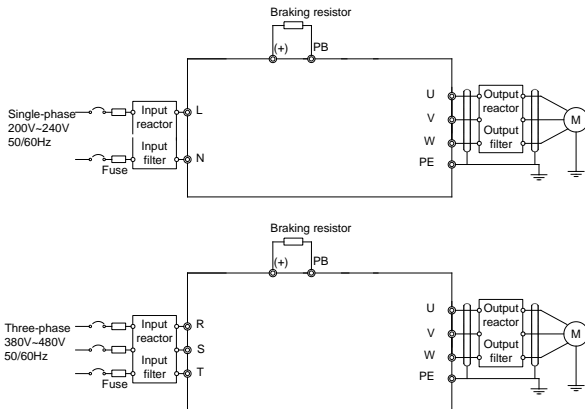 Braking resistor
(+) PB
Single-phase
200V~240V
50/60Hz
Input
reactor
Input
filter
Fuse
L
N
U
V
W
PE
Output
reactor
Output
filter
M
Braking resistor
(+) PB
Three-phase
380V~480V
50/60Hz
Input
reactor
Input
filter
Fuse
R
S
T
U
V
W
PE
Output
reactor
Output
filter
M